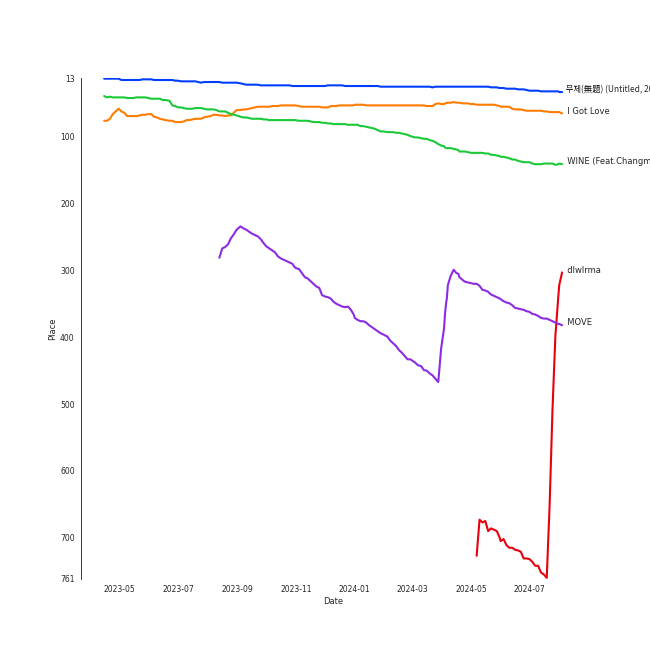 13
100
200
300
400
500
600
700
761
Place
2023-05
2023-07
2023-09
2023-11
2024-01
2024-03
2024-05
2024-07
Date
무제(無題) (Untitled, 20
I Got Love
WINE (Feat.Changm
dlwlrma
MOVE